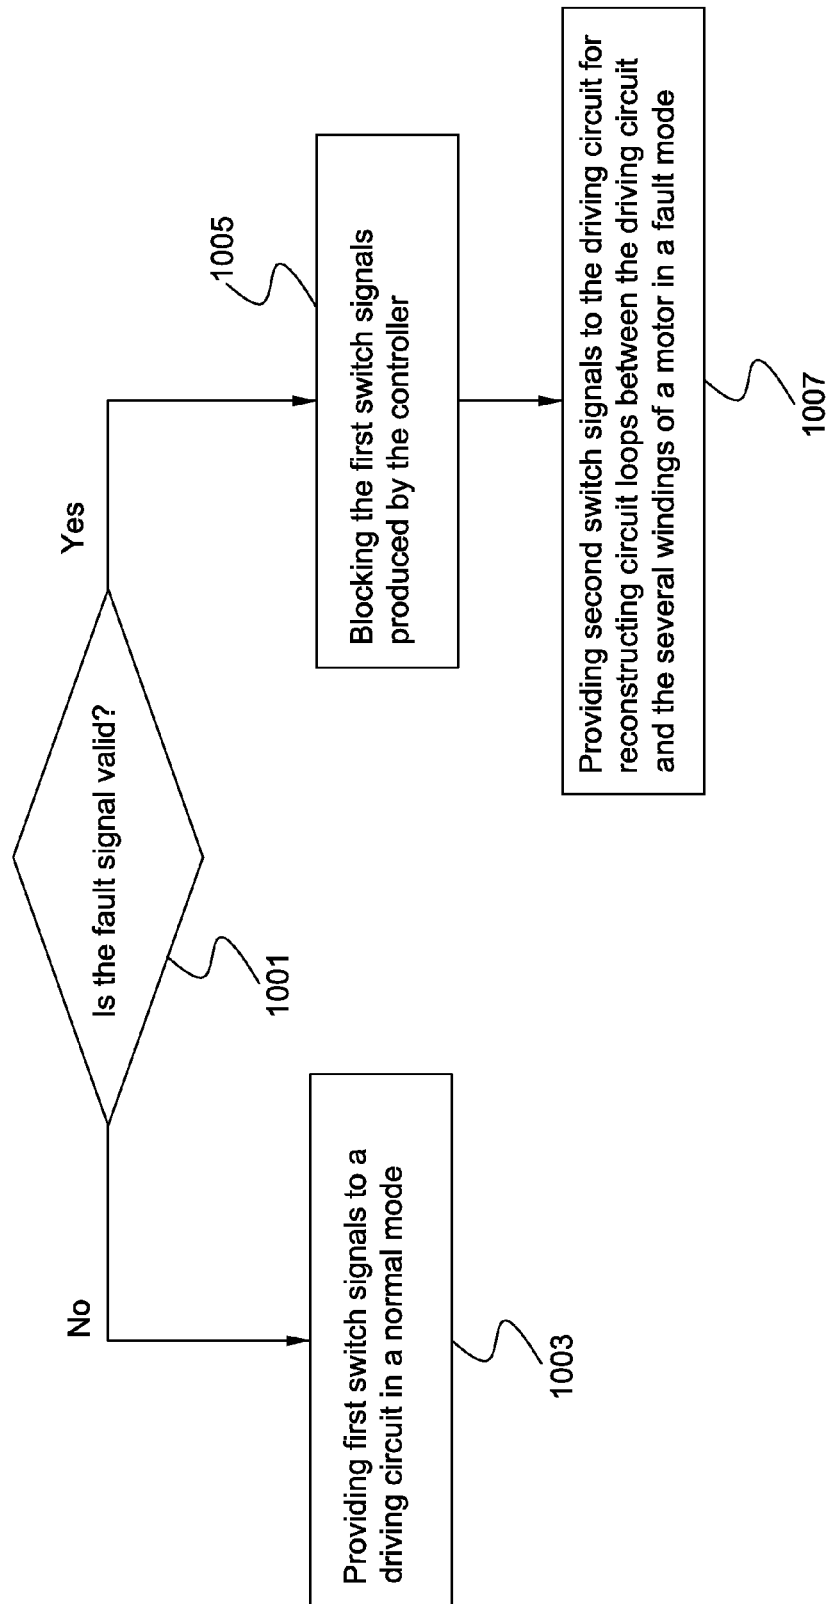 Is the fault signal valid?
1001
No
Yes
Providing first switch signals to a
driving circuit in a normal mode
1003
Blocking the first switch signals
produced by the controller
1005
Providing second switch signals to the driving circuit for
reconstructing circuit loops between the driving circuit
and the several windings of a motor in a fault mode
1007